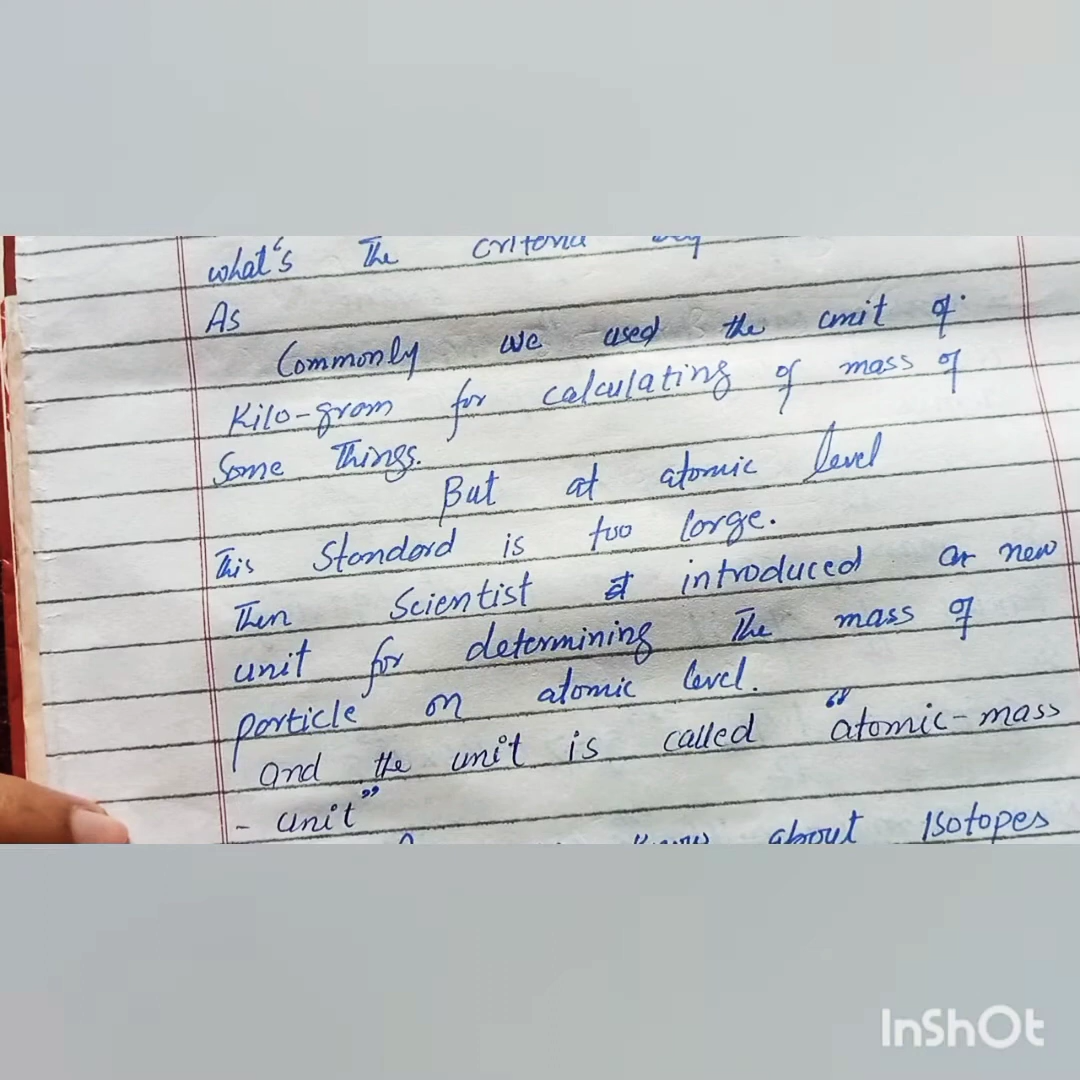 what's The criteria
As
Commonly we used the unit of
Kilo-gram for calculating of mass of
Some Things.
But at atomic level
This Standard is too large.
Then Scientist introduced a new
unit for determining The mass of
particle on atomic level.
and the unit is called "atomic-mass
- unit"
know about Isotopes
InShOt